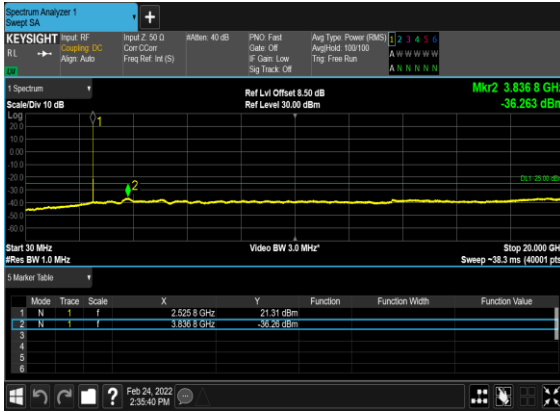 Spectrum Analyzer 1
Swept SA
+
KEYSIGHT Input: RF Input Z: 50 Ω #Atten: 40 dB PNO: Fast Avg Type: Power (RMS) 1 2 3 4 5 6
RL Coupling: DC Corr CCorr Gate: Off Avg|Hold: 100/100 A W W W W W
Align: Auto Freq Ref: Int (S) IF Gain: Low Trig: Free Run
Sig Track: Off A N N N N N
1 Spectrum
Ref Lvl Offset 8.50 dB Mkr2 3.836 8 GHz
Scale/Div 10 dB Ref Level 30.00 dBm -36.263 dBm
Log
20.0
10.0
0.00
-10.0
-20.0
-30.0
-40.0
-50.0
-60.0
1
2
DL1 -25.00 dBm
Start 30 MHz Video BW 3.0 MHz* Stop 20.000 GHz
#Res BW 1.0 MHz Sweep ~38.3 ms (40001 pts
5 Marker Table
Mode Trace Scale X Y Function Function Width Function Value
1 N 1 f 2.525 8 GHz 21.31 dBm
2 N 1 f 3.836 8 GHz -36.26 dBm
3
4
5
6
? Feb 24, 2022
2:35:40 PM